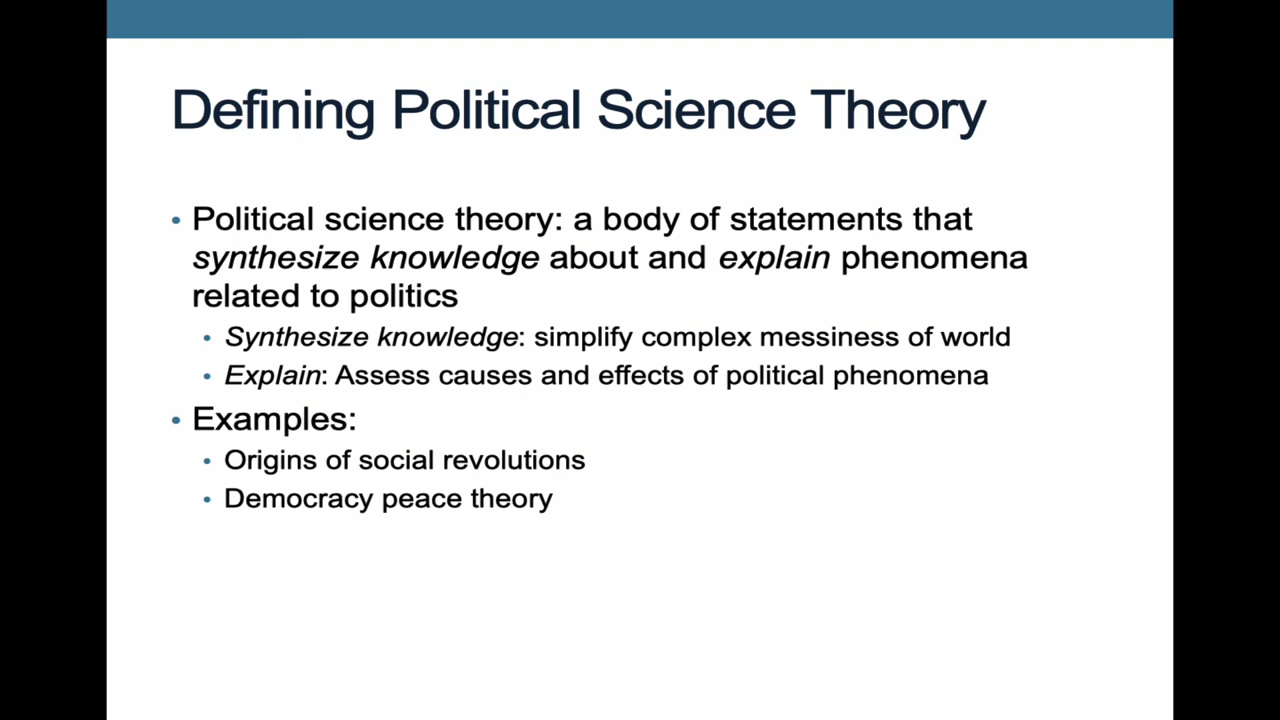 Defining Political Science Theory
• Political science theory: a body of statements that
synthesize knowledge about and explain phenomena
related to politics
• Synthesize knowledge: simplify complex messiness of world
• Explain: Assess causes and effects of political phenomena
• Examples:
• Origins of social revolutions
• Democracy peace theory